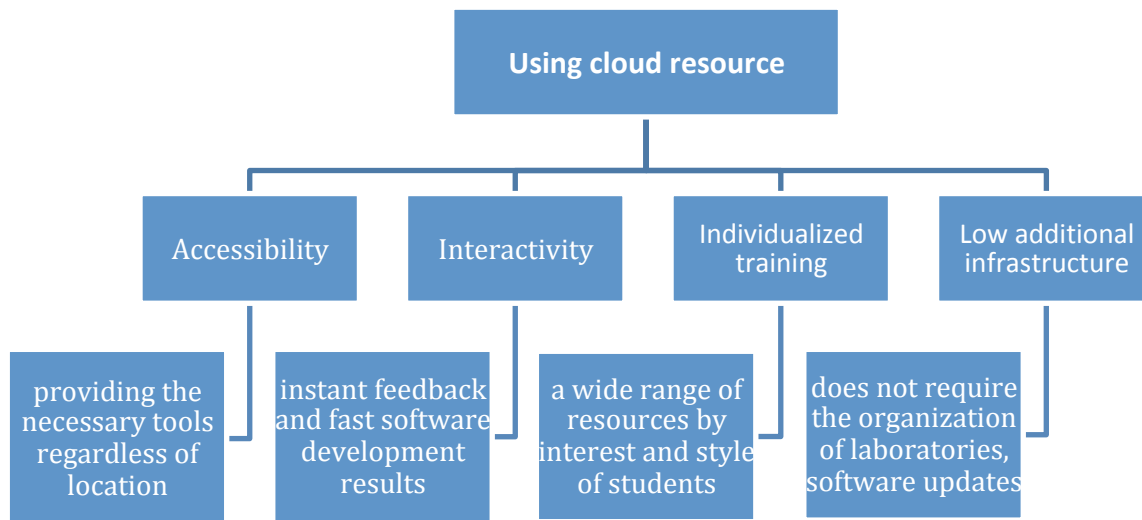 Using cloud resource
Accessibility
Interactivity
Individualized
training
Low additional
infrastructure
providing the
necessary tools
regardless of
location
instant feedback
and fast software
development
results
a wide range of
resources by
interest and style
of students
does not require
the organization
of laboratories,
software updates